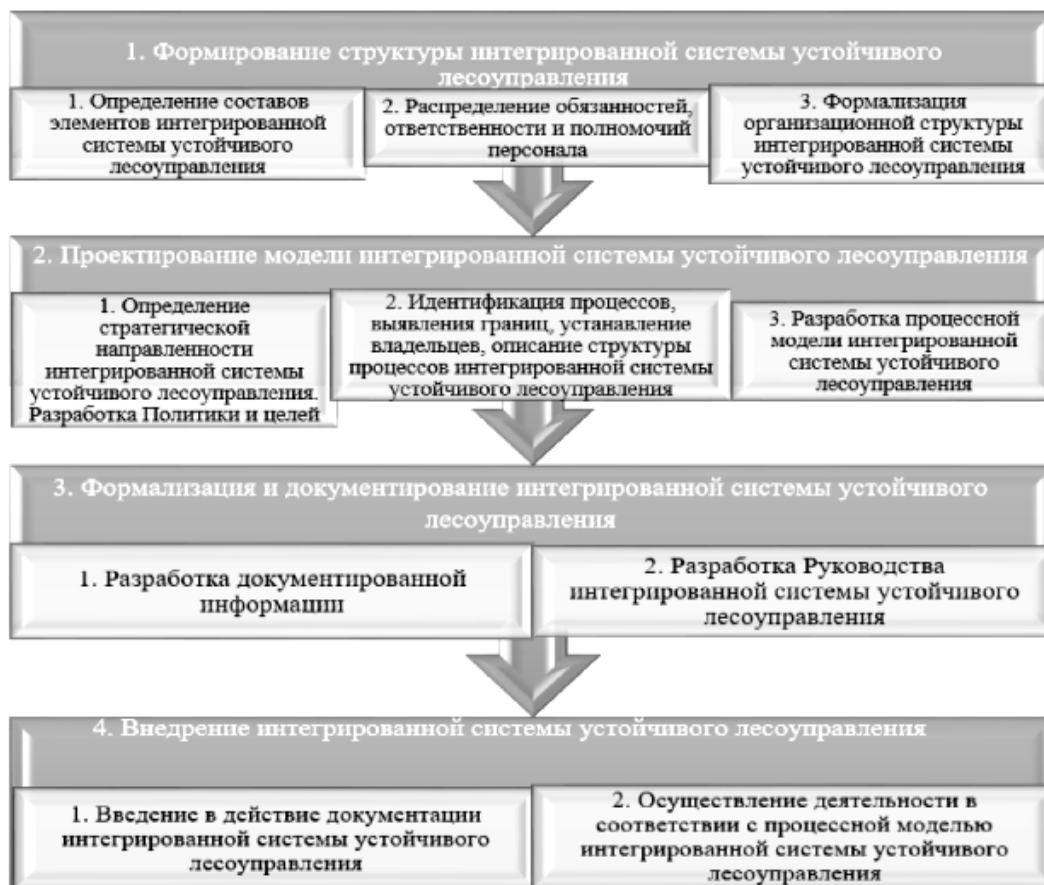 1. Формирование структуры интегрированной системы устойчивого
лесоуправления
1. Определение составов
элементов интегрированной
системы устойчивого
лесоуправления
2. Распределение обязанностей,
ответственности и полномочий
персонала
3. Формализация
организационной структуры
интегрированной системы
устойчивого лесоуправления
2. Проектирование модели интегрированной системы устойчивого лесоуправления
1. Определение
стратегической
направленности
интегрированной системы
устойчивого лесоуправления.
Разработка Политики и целей
2. Идентификация процессов,
выявления границ, устанавление
владельцев, описание структуры
процессов интегрированной системы
устойчивого лесоуправления
3. Разработка процессной
модели интегрированной
системы устойчивого
лесоуправления
3. Формализация и документирование интегрированной системы устойчивого
лесоуправления
1. Разработка документированной
информации
2. Разработка Руководства
интегрированной системы устойчивого
лесоуправления
4. Внедрение интегрированной системы устойчивого лесоуправления
1. Введение в действие документации
интегрированной системы устойчивого
лесоуправления
2. Осуществление деятельности в
соответствии с процессной моделью
интегрированной системы устойчивого
лесоуправления